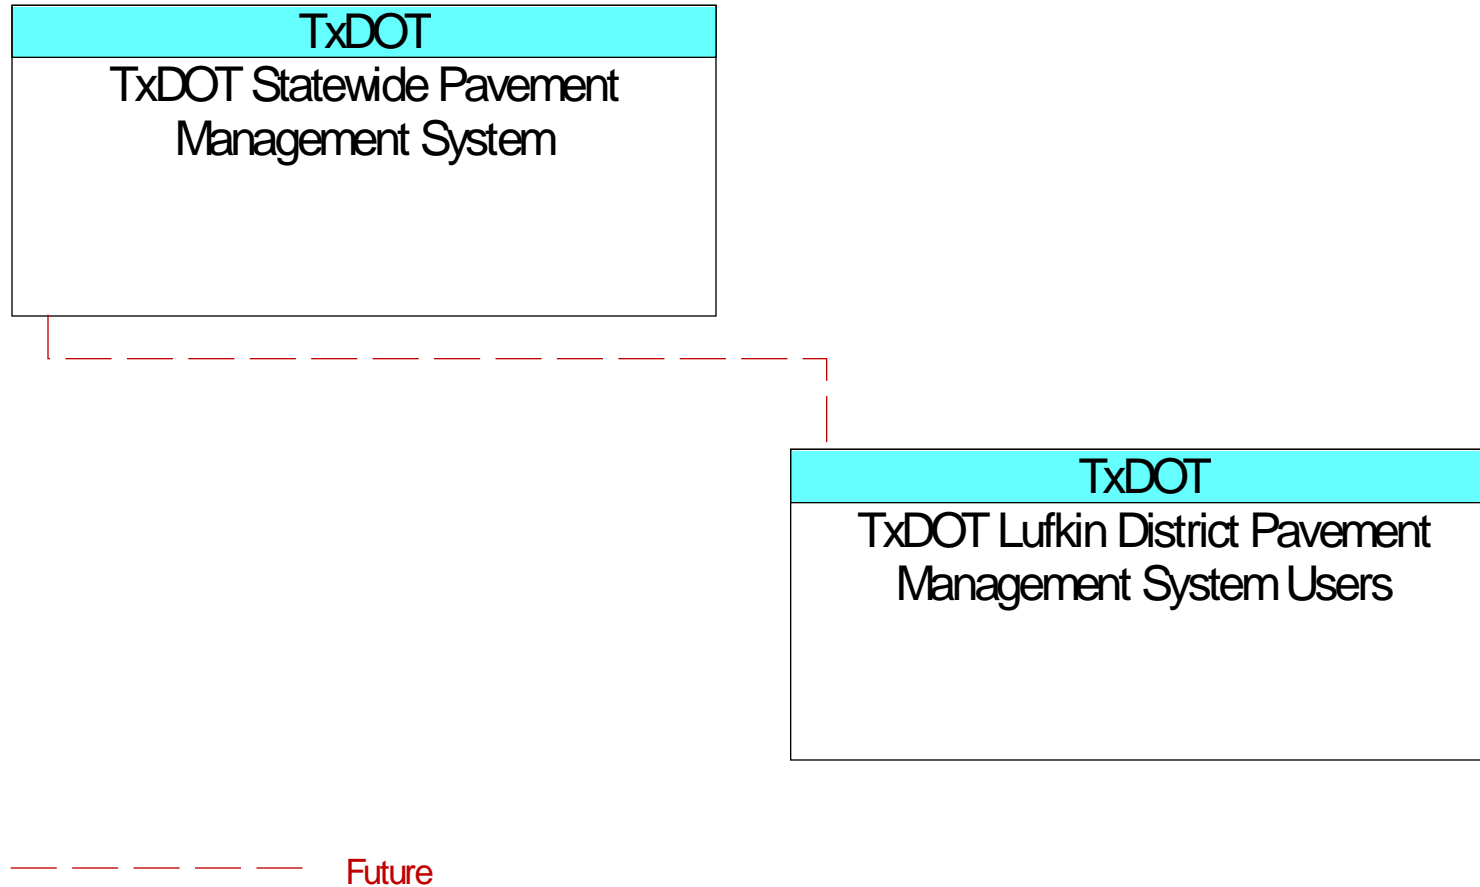 TxDOT
TxDOT Statewide Pavement
Management System
TxDOT
TxDOT Lufkin District Pavement
Management System Users
Future